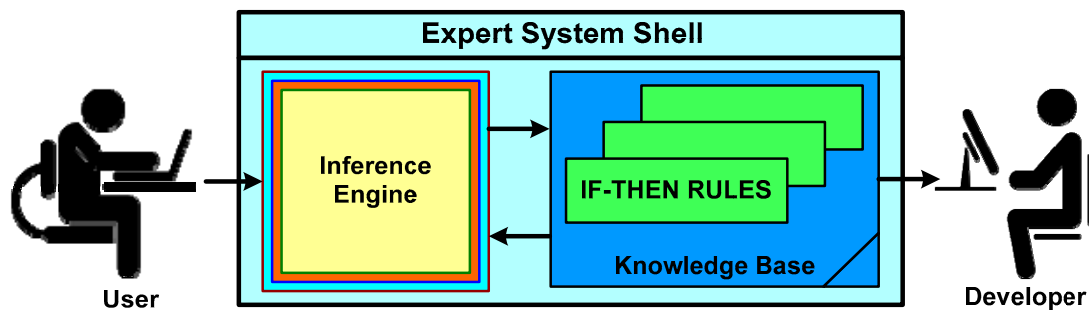 Expert System Shell
Inference
Engine
IF-THEN RULES
Knowledge Base
User
Developer